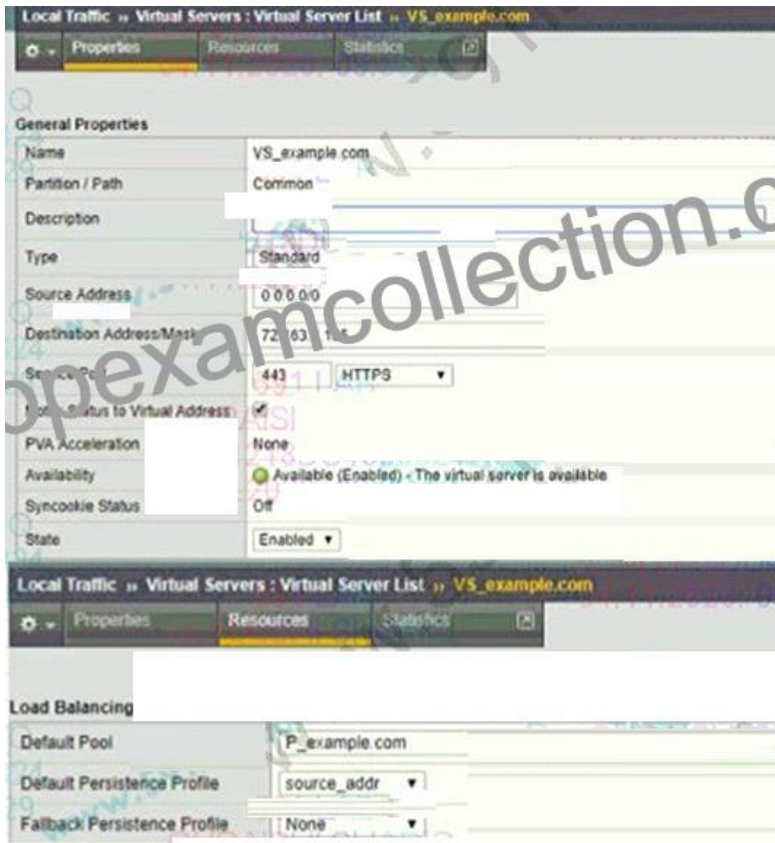 Local Traffic » Virtual Servers : Virtual Server List » VS_example.com
Properties Resources Statistics
General Properties
Name VS_example.com
Partition / Path Common
Description
Type Standard
Source Address 0.0.0.0/0
Destination Address/Mask
443 HTTPS
Status to Virtual Address
PVA Acceleration None
Availability Available (Enabled) - The virtual server is available
Syncookie Status Off
State Enabled
Local Traffic » Virtual Servers : Virtual Server List » VS_example.com
Properties Resources Statistics
Load Balancing
Default Pool P_example.com
Default Persistence Profile source_addr
Fallback Persistence Profile None